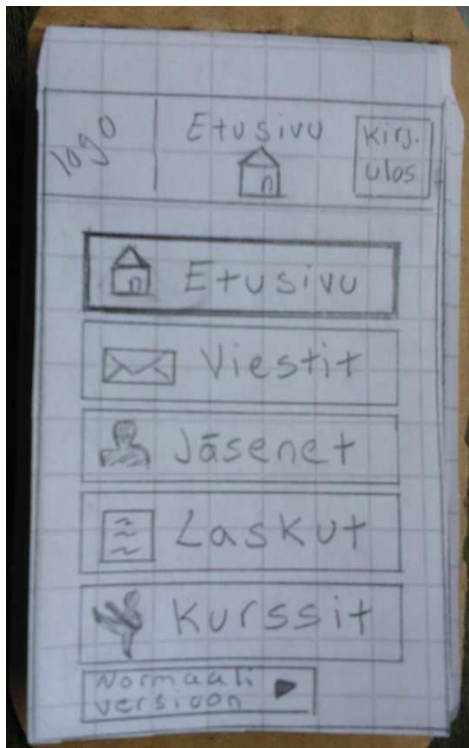 logo
Etusivu
Kirj.
ulos
Etusivu
Viestit
Jäsenet
Laskut
Kurssit
Normaali
versioon